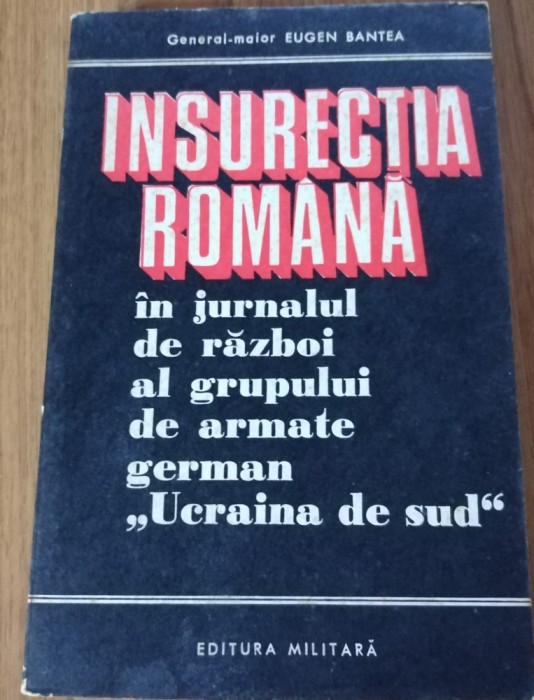 General-maior EUGEN BANTEA
INSURECȚIA
ROMÂNĂ
în jurnalul
de război
al grupului
de armate
german
„Ucraina de sud“
EDITURA MILITARĂ